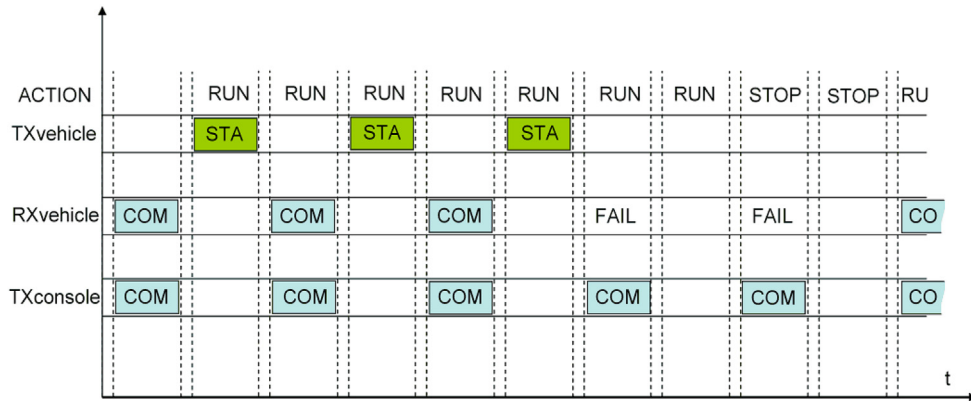 ACTION RUN RUN RUN RUN RUN RUN RUN STOP STOP RU
TXvehicle STA STA STA
RXvehicle COM COM COM FAIL FAIL CO
TXconsole COM COM COM COM COM CO
t